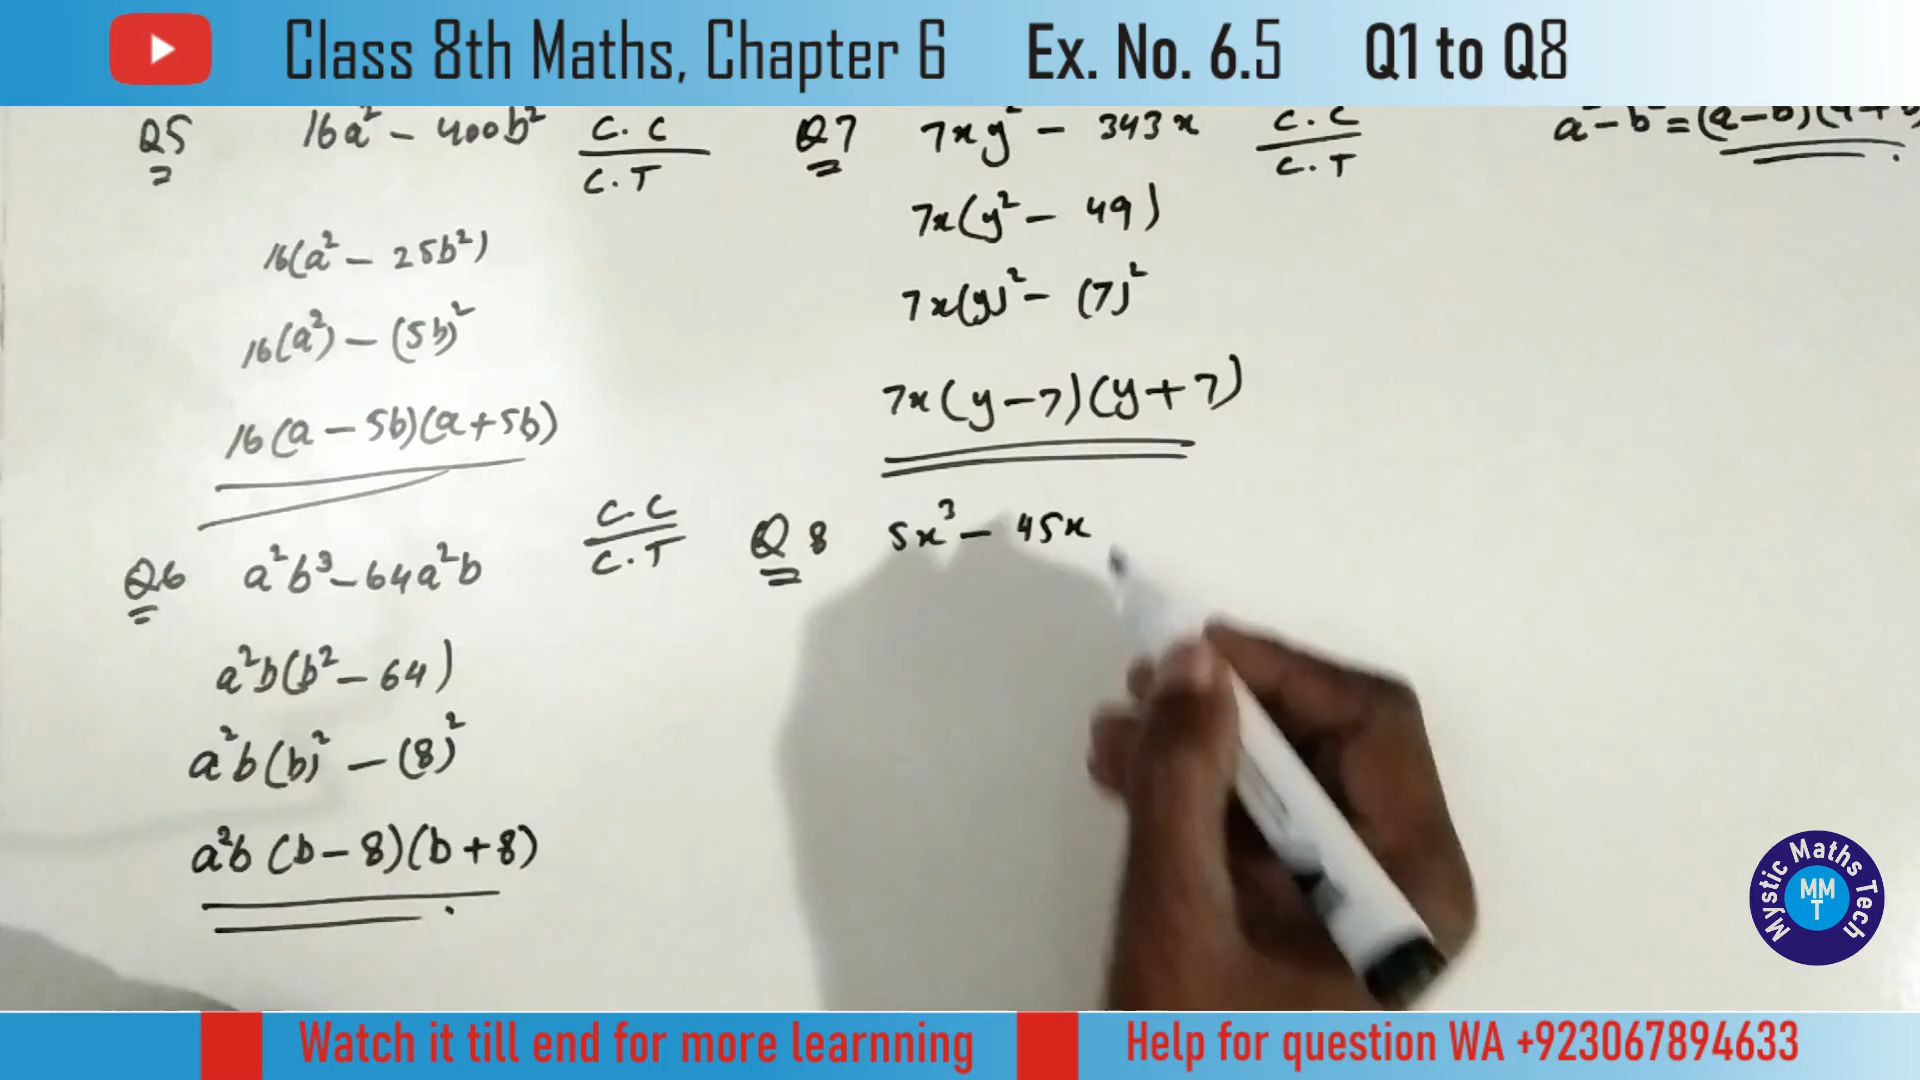 Class 8th Maths, Chapter 6 Ex. No. 6.5 Q1 to Q8
Q5 16a² - 400b² C.C
C.T
16(a² - 25b²)
16(a²) - (5b)²
16(a - 5b)(a + 5b)
Q6 a²b³ - 64a²b C.C
C.T
a²b(b² - 64)
a²b(b)² - (8)²
a²b (b - 8)(b + 8)
Q7 7xy² - 343x C.C
C.T
7x(y² - 49)
7x(y)² - (7)²
7x(y - 7)(y + 7)
Q8 5x³ - 45x
a² - b² = (a - b)(a + b)
Mystic Maths Tech
MM
T
Watch it till end for more learnning Help for question WA +923067894633